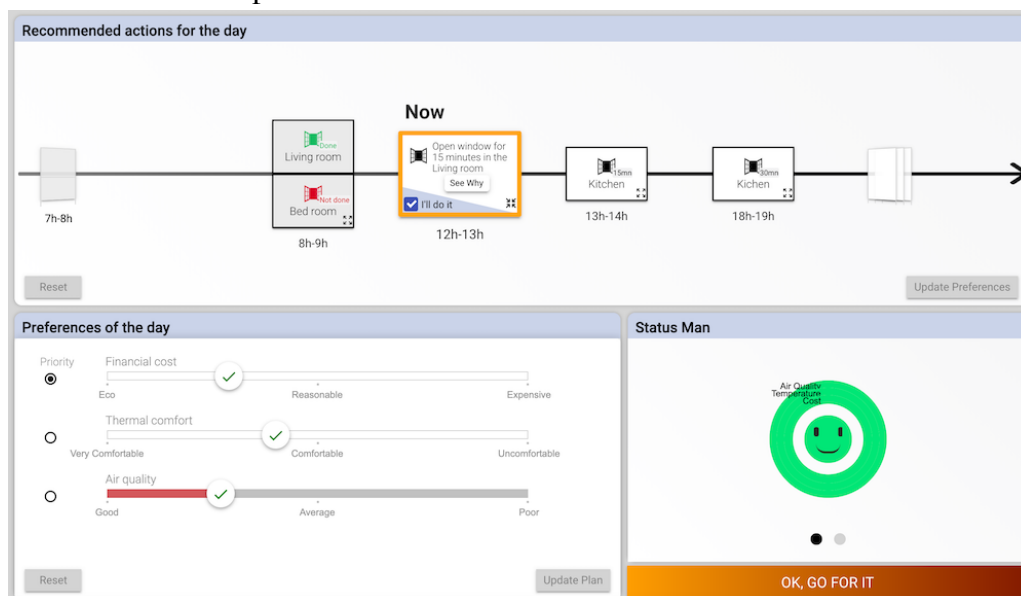 Recommended actions for the day
Now
Done
Living room
Not done
Bed room
Open window for
15 minutes in the
Living room
See Why
I'll do it
15mn
Kitchen
30mn
Kichen
7h-8h
8h-9h
12h-13h
13h-14h
18h-19h
Reset
Update Preferences
Preferences of the day
Priority
Financial cost
Eco
Reasonable
Expensive
Thermal comfort
Very Comfortable
Comfortable
Uncomfortable
Air quality
Good
Average
Poor
Reset
Update Plan
Status Man
Air Quality
Temperature
Cost
OK, GO FOR IT